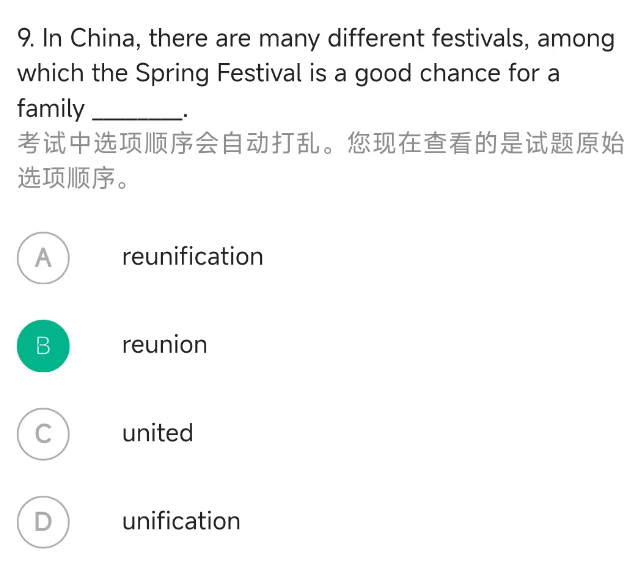 9. In China, there are many different festivals, among
which the Spring Festival is a good chance for a
family ________.
考试中选项顺序会自动打乱。您现在查看的是试题原始
选项顺序。
A reunification
B reunion
C united
D unification